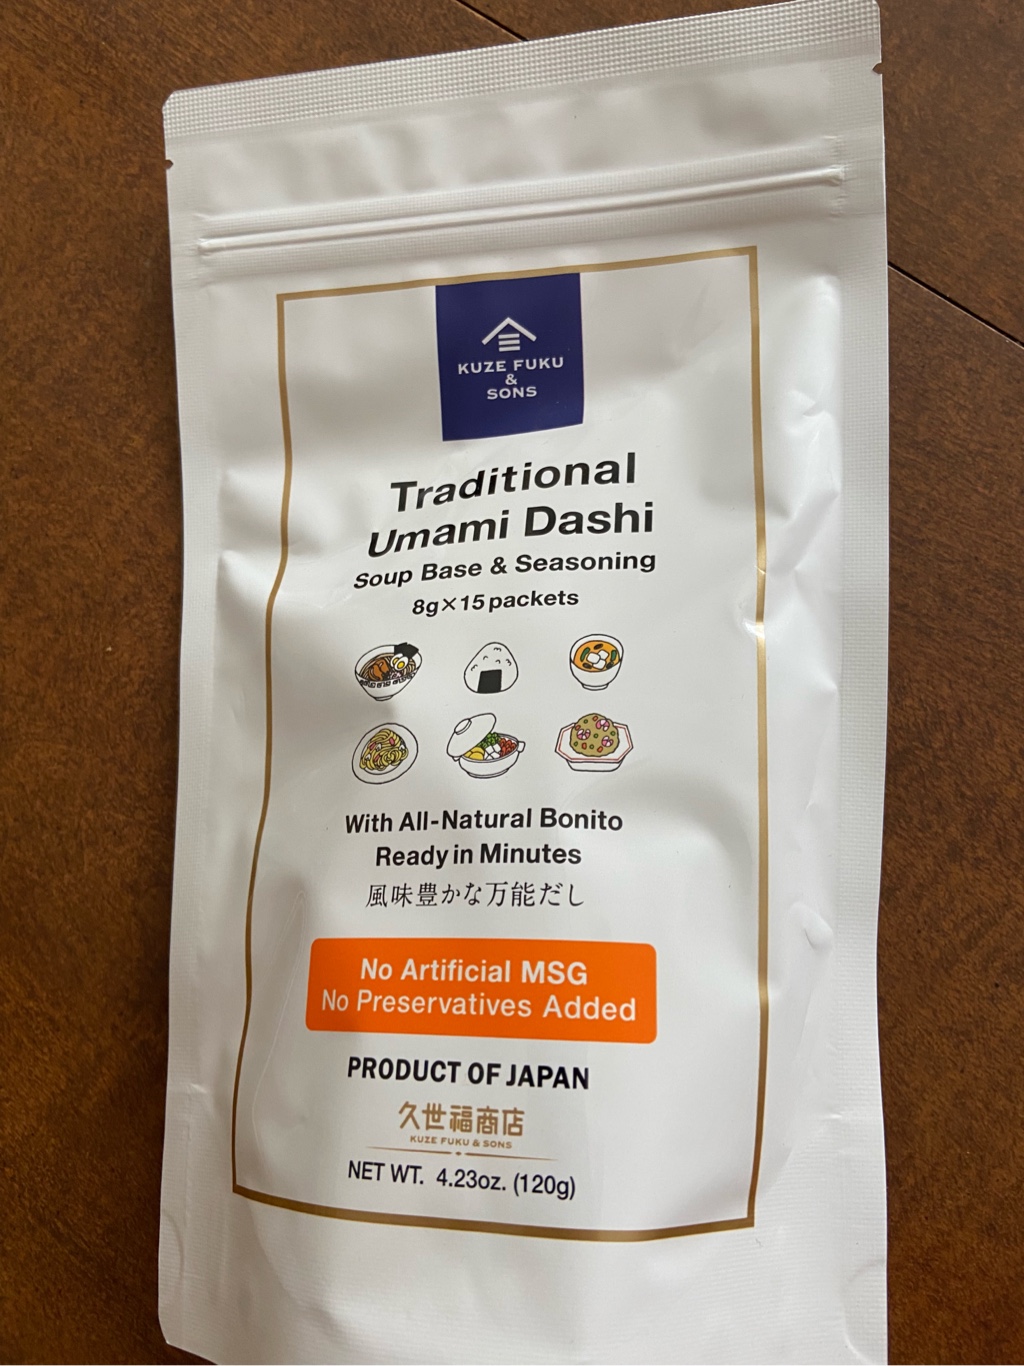 KUZE FUKU
&
SONS
Traditional
Umami Dashi
Soup Base & Seasoning
8g×15 packets
With All-Natural Bonito
Ready in Minutes
風味豊かな万能だし
No Artificial MSG
No Preservatives Added
PRODUCT OF JAPAN
久世福商店
KUZE FUKU & SONS
NET WT. 4.23oz. (120g)